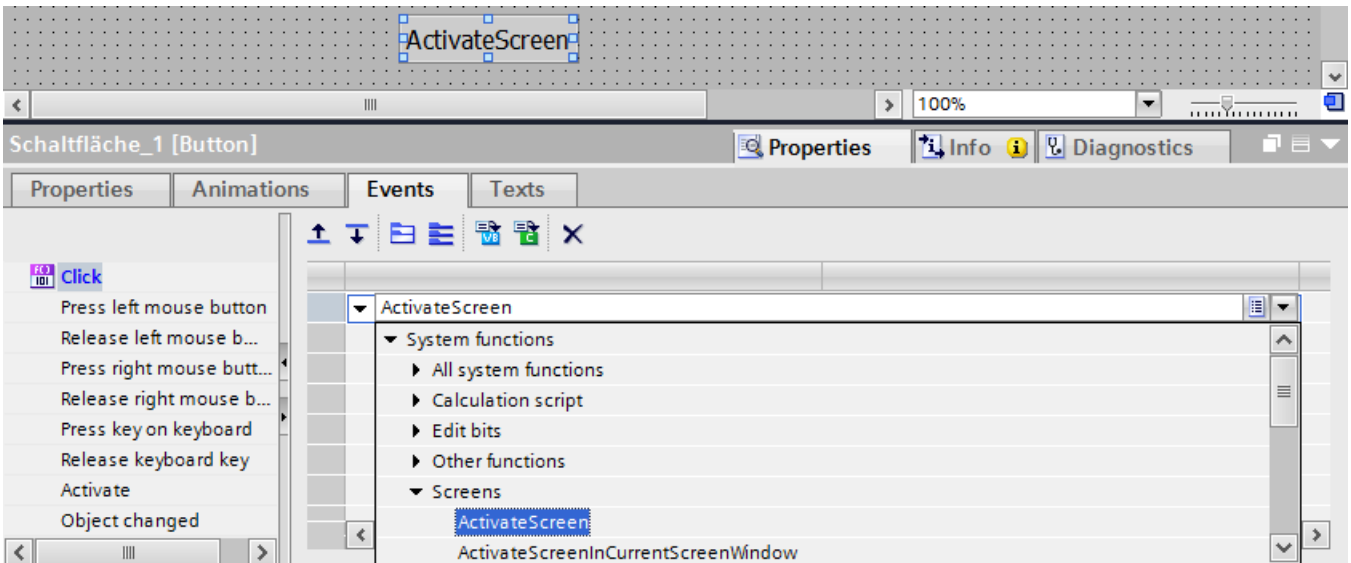 ActivateScreen
100%
Schaltfläche_1 [Button]
Properties
Info
Diagnostics
Properties
Animations
Events
Texts
Click
Press left mouse button
Release left mouse b...
Press right mouse butt...
Release right mouse b...
Press key on keyboard
Release keyboard key
Activate
Object changed
ActivateScreen
System functions
All system functions
Calculation script
Edit bits
Other functions
Screens
ActivateScreen
ActivateScreenInCurrentScreenWindow